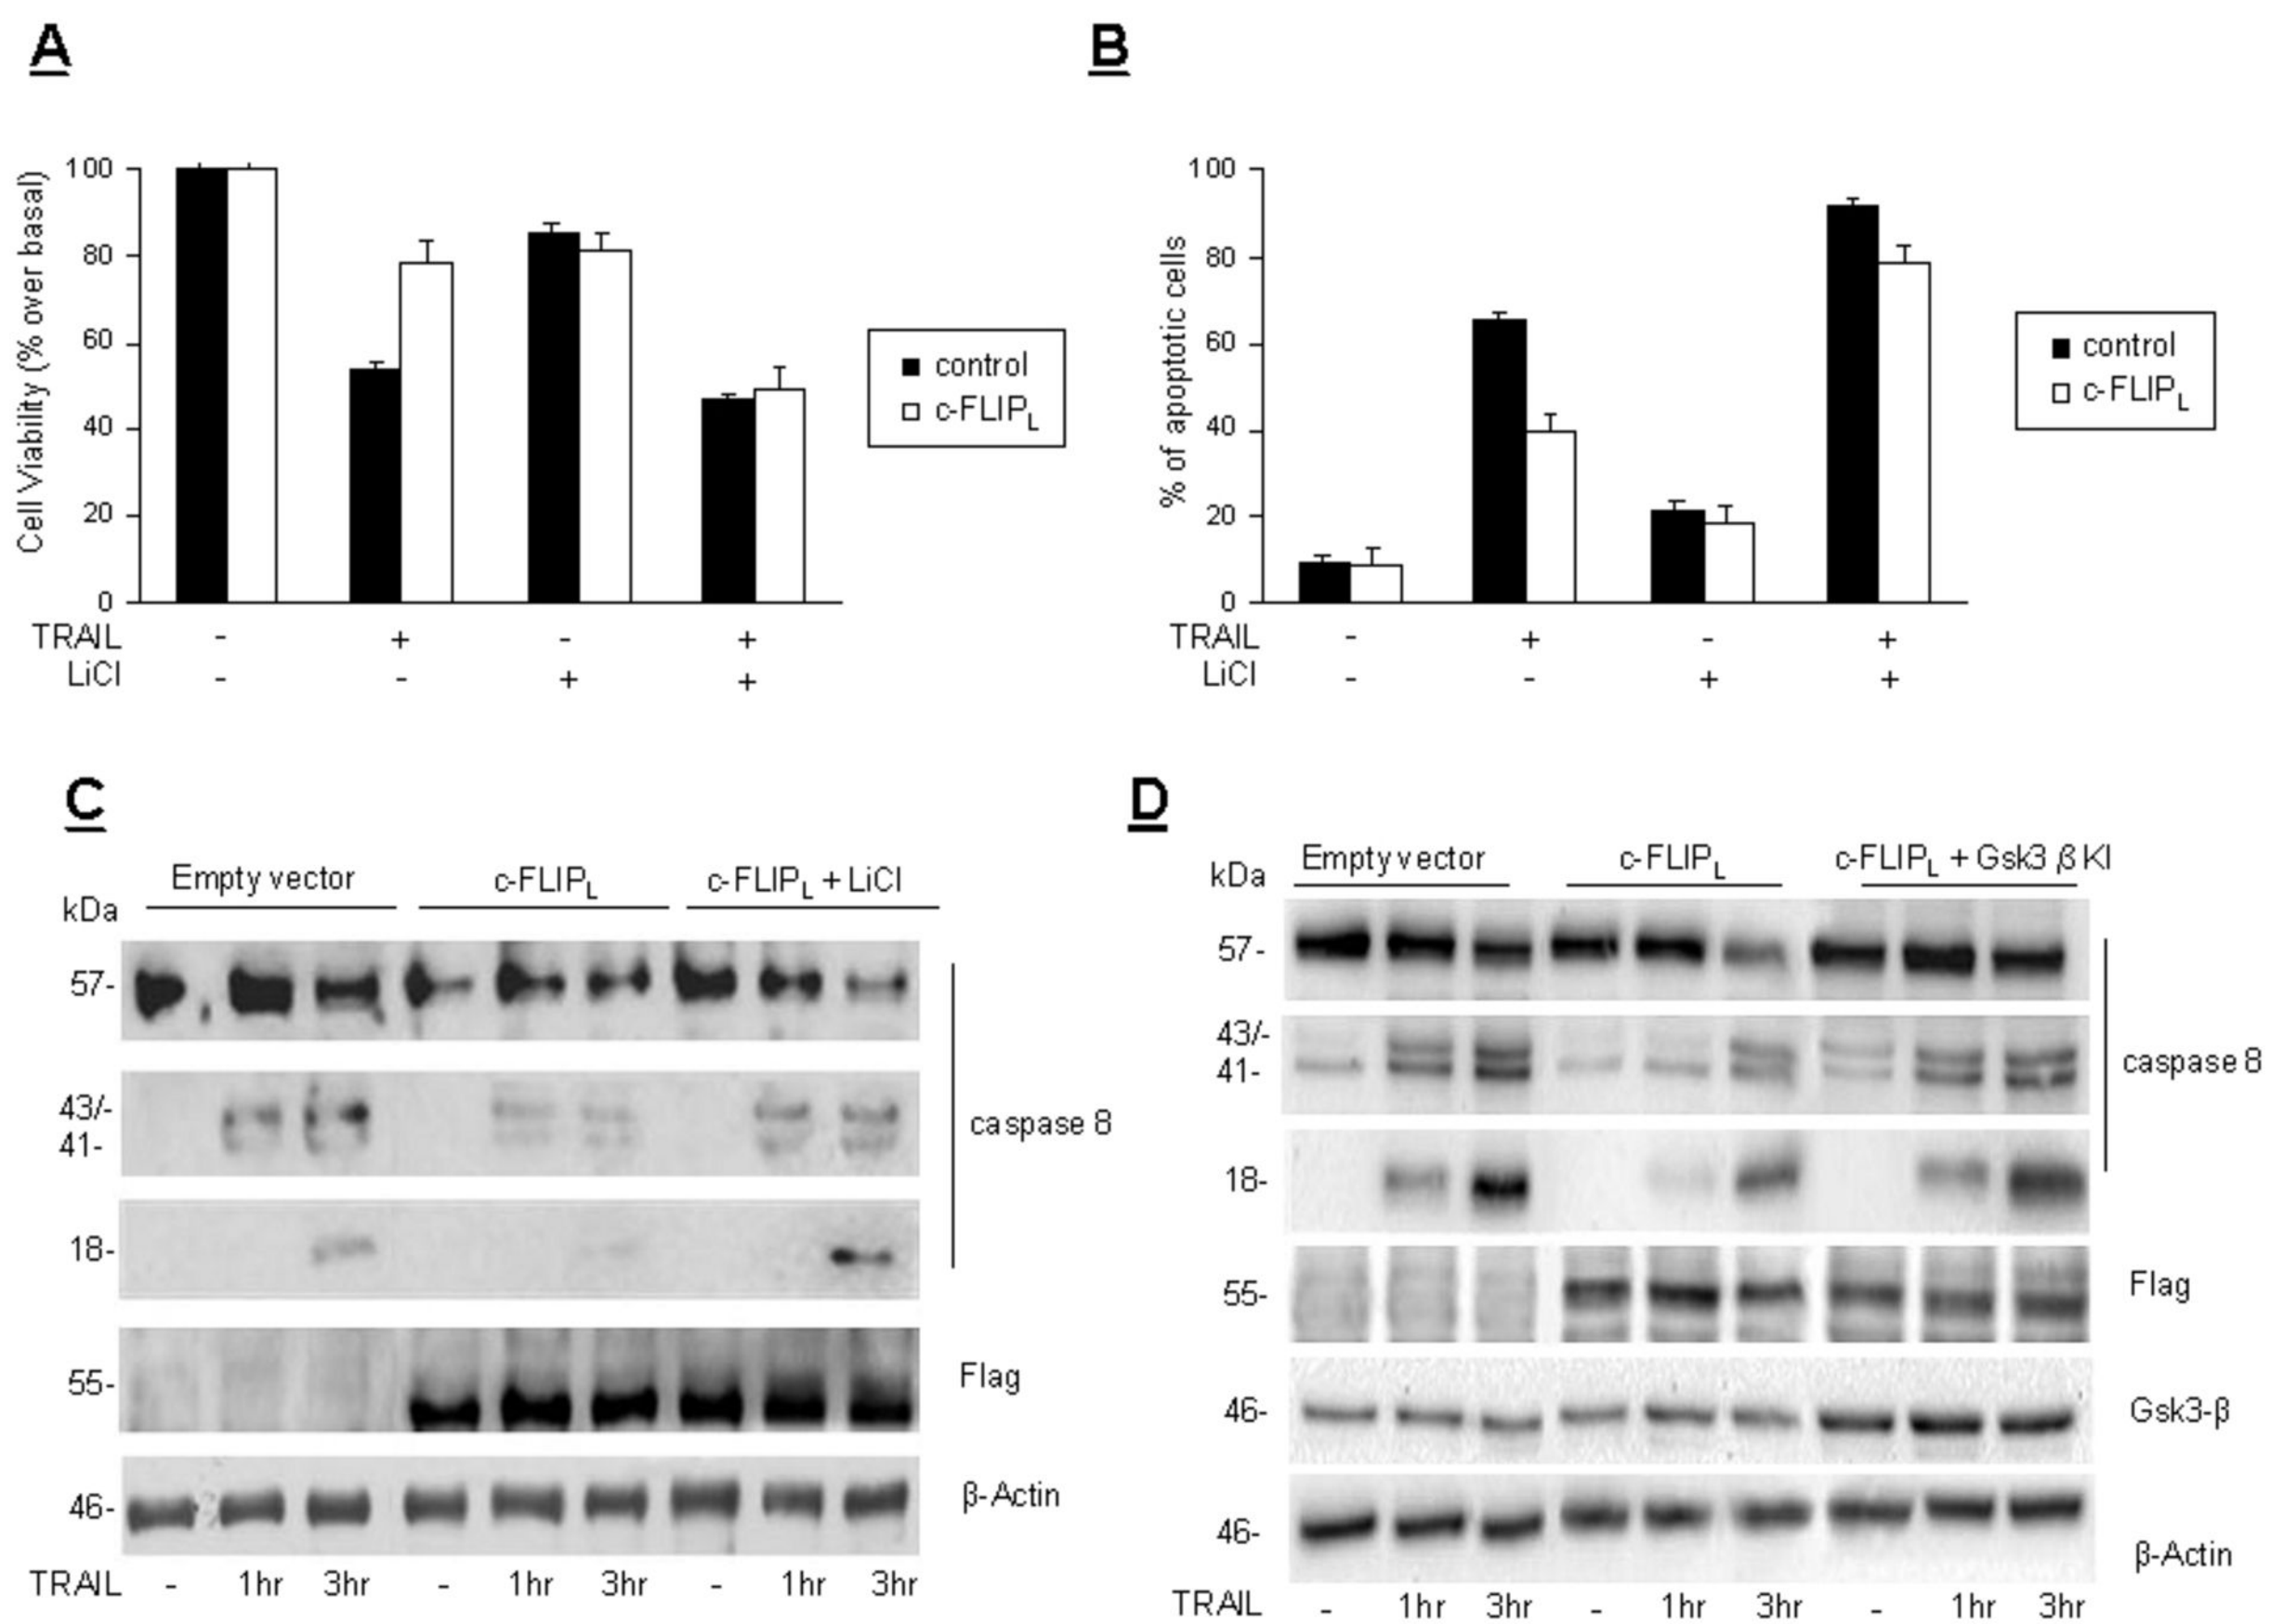 A
Cell Viability (% over basal)
100
80
60
40
20
0
control
c-FLIPL
TRAIL - + - +
LiCl - - + +
B
% of apoptotic cells
100
80
60
40
20
0
control
c-FLIPL
TRAIL - + - +
LiCl - - + +
C
Empty vector c-FLIPL c-FLIPL + LiCl
kDa
57-
43/-
41-
caspase 8
18-
55- Flag
46- β-Actin
TRAIL - 1hr 3hr - 1hr 3hr - 1hr 3hr
D
Empty vector c-FLIPL c-FLIPL + Gsk3 β KI
kDa
57-
43/-
41-
caspase 8
18-
55- Flag
46- Gsk3-β
46- β-Actin
TRAIL - 1hr 3hr - 1hr 3hr - 1hr 3hr